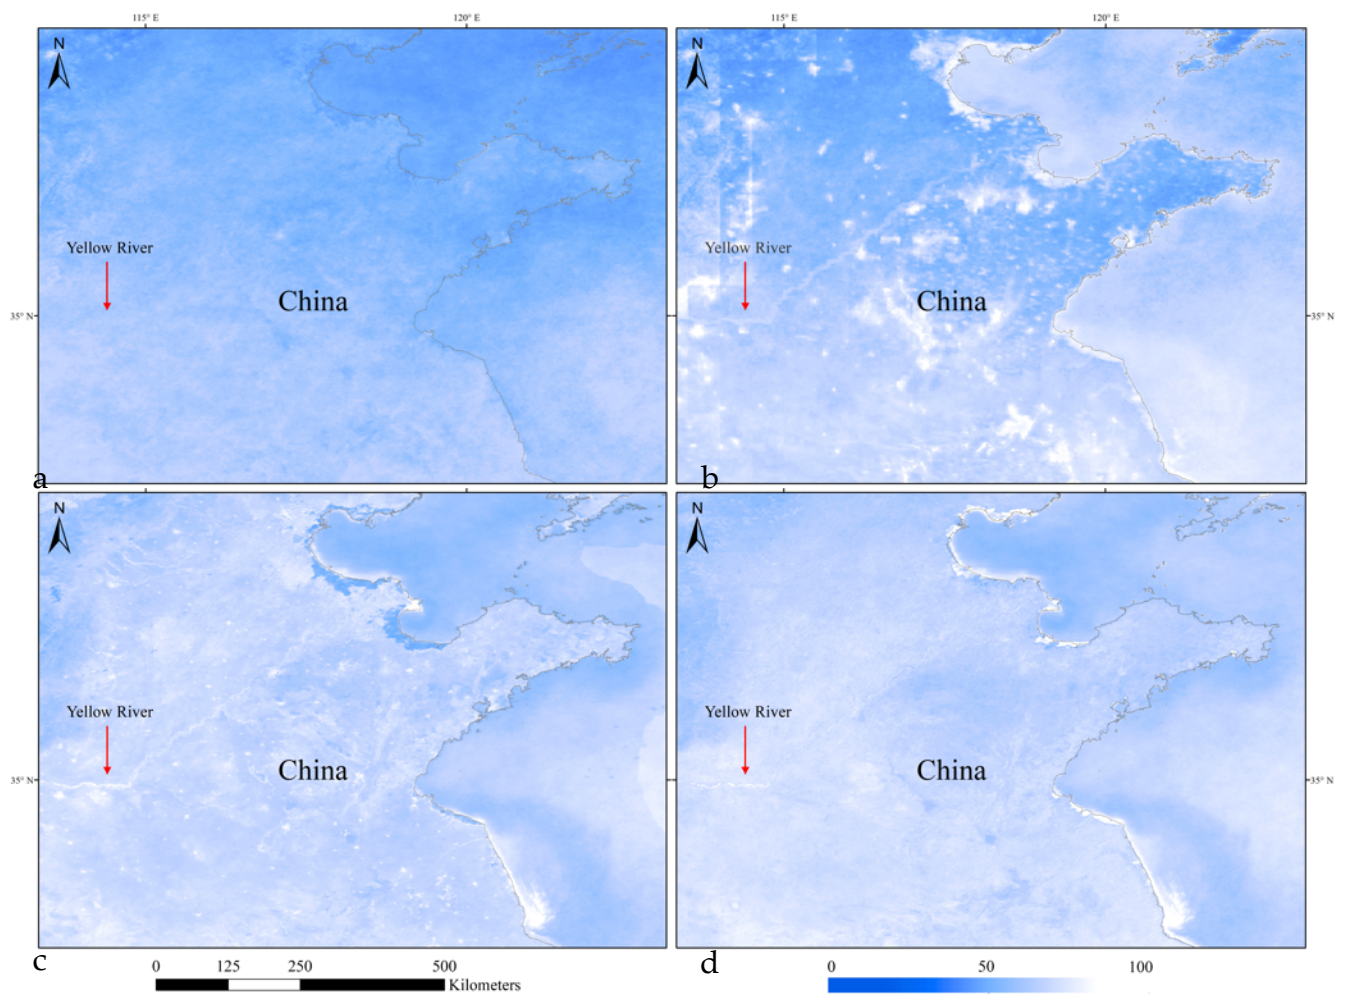 115° E 120° E 115° E 120° E
N N
Yellow River Yellow River
China China
35° N 35° N
a b
N N
Yellow River Yellow River
China China
35° N 35° N
c d
0 125 250 500 Kilometers
0 50 100